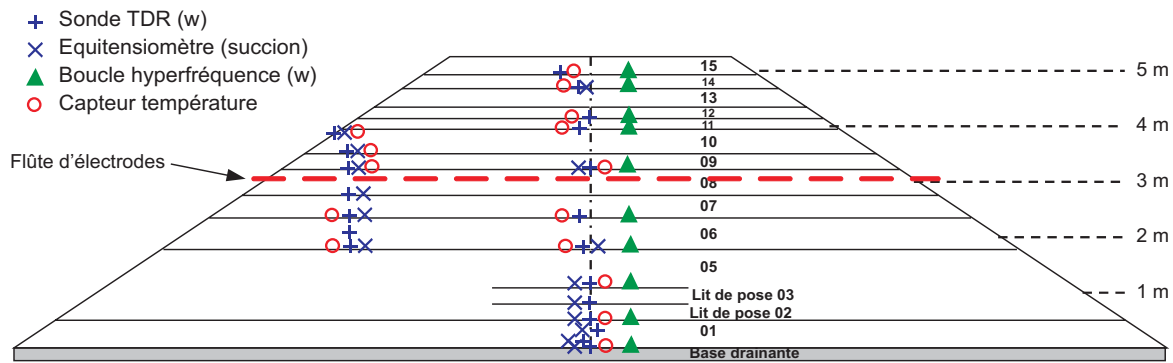 Sonde TDR (w)
Equitensiomètre (succion)
Boucle hyperfréquence (w)
Capteur température
Flûte d'électrodes
15
14
13
12
11
10
09
08
07
06
05
Lit de pose 03
Lit de pose 02
01
Base drainante
5 m
4 m
3 m
2 m
1 m